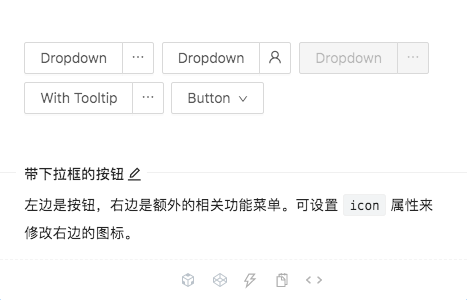 Dropdown ··· Dropdown Dropdown ···
With Tooltip ··· Button
带下拉框的按钮
左边是按钮，右边是额外的相关功能菜单。可设置 icon 属性来
修改右边的图标。